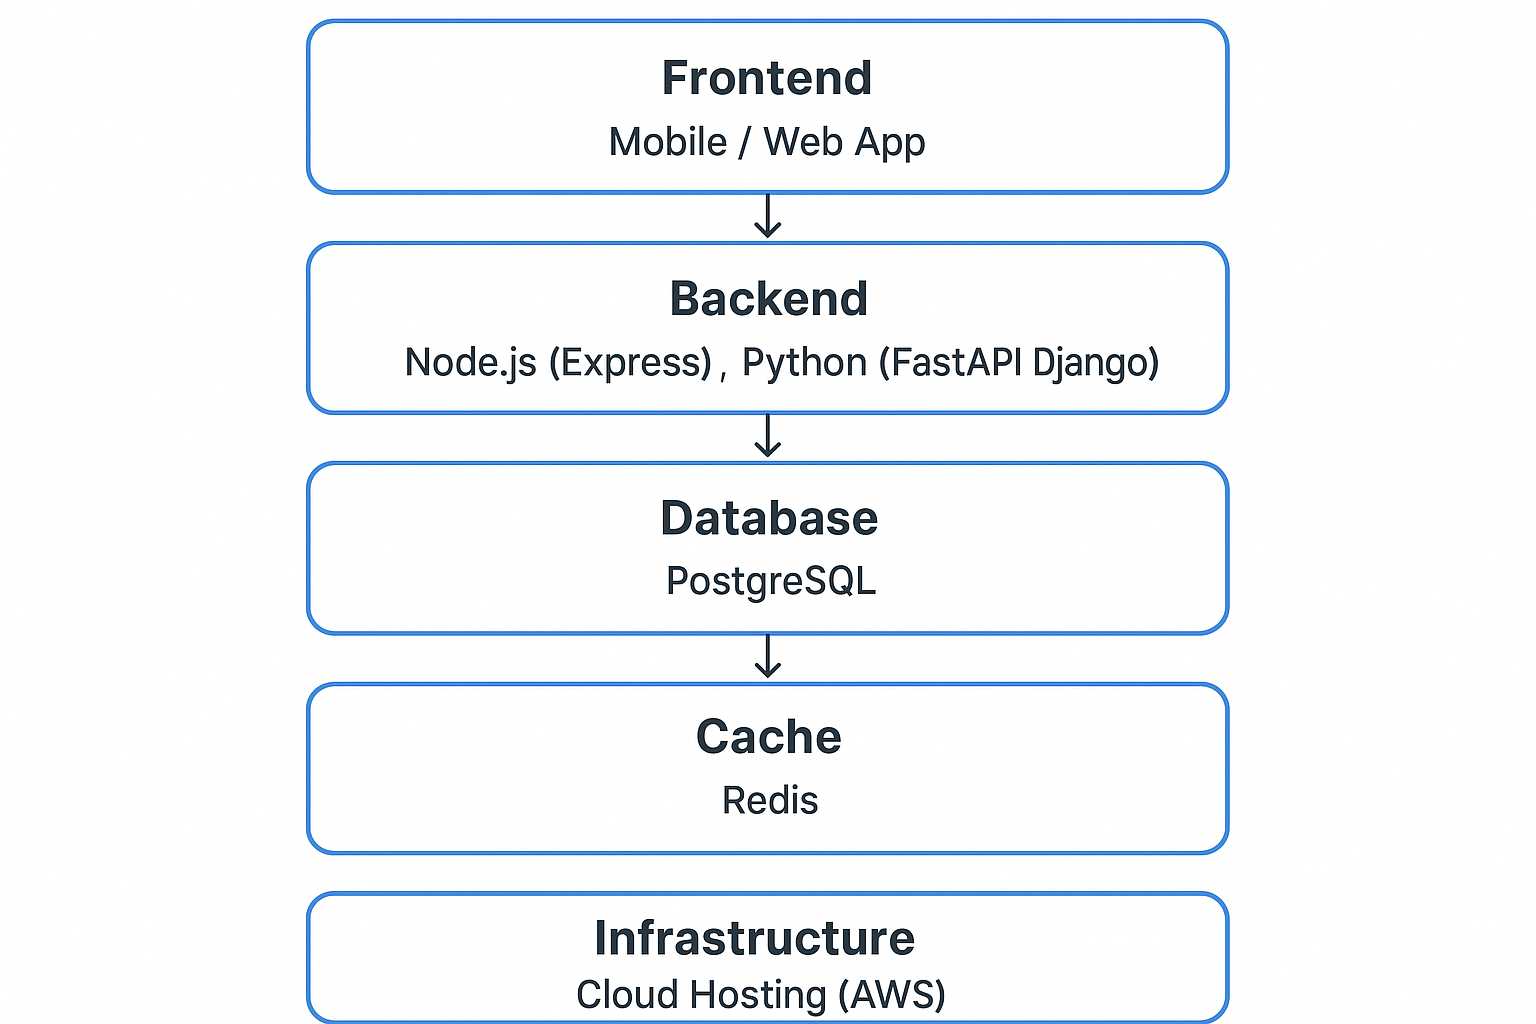 Frontend
Mobile / Web App
Backend
Node.js (Express), Python (FastAPI Django)
Database
PostgreSQL
Cache
Redis
Infrastructure
Cloud Hosting (AWS)